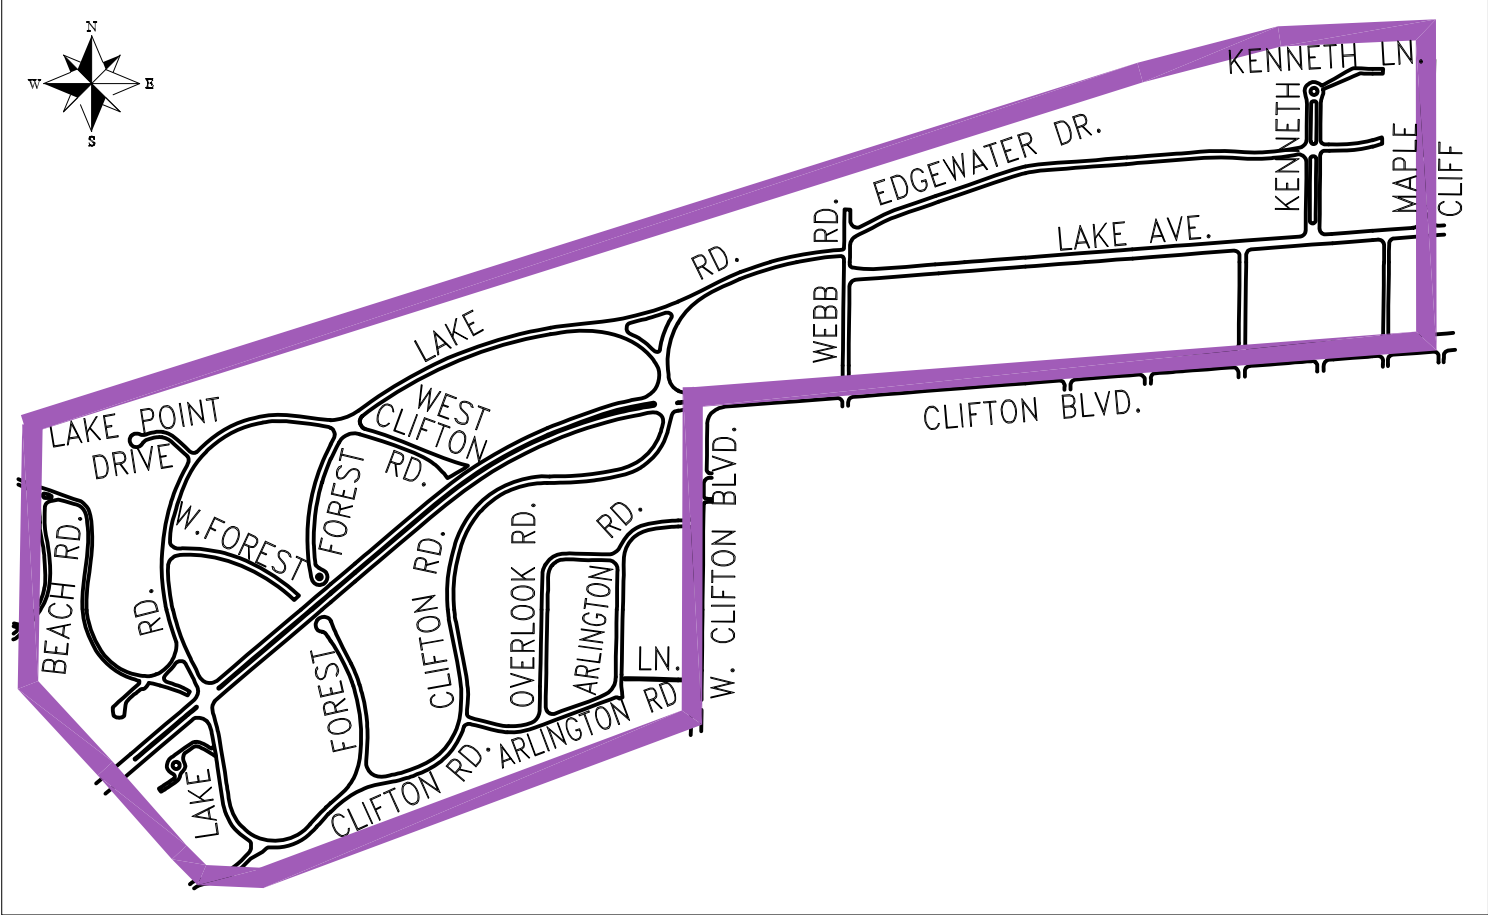 N
W E
S
KENNETH LN.
KENNETH
MAPLE
CLIFF
EDGEWATER DR.
LAKE AVE.
WEBB RD.
LAKE RD.
CLIFTON BLVD.
LAKE POINT
DRIVE
WEST
CLIFTON
RD.
FOREST
W.FOREST
BEACH RD.
RD.
CLIFTON RD.
OVERLOOK RD.
RD.
ARLINGTON
LN.
W. CLIFTON BLVD.
FOREST
ARLINGTON RD
CLIFTON RD.
LAKE